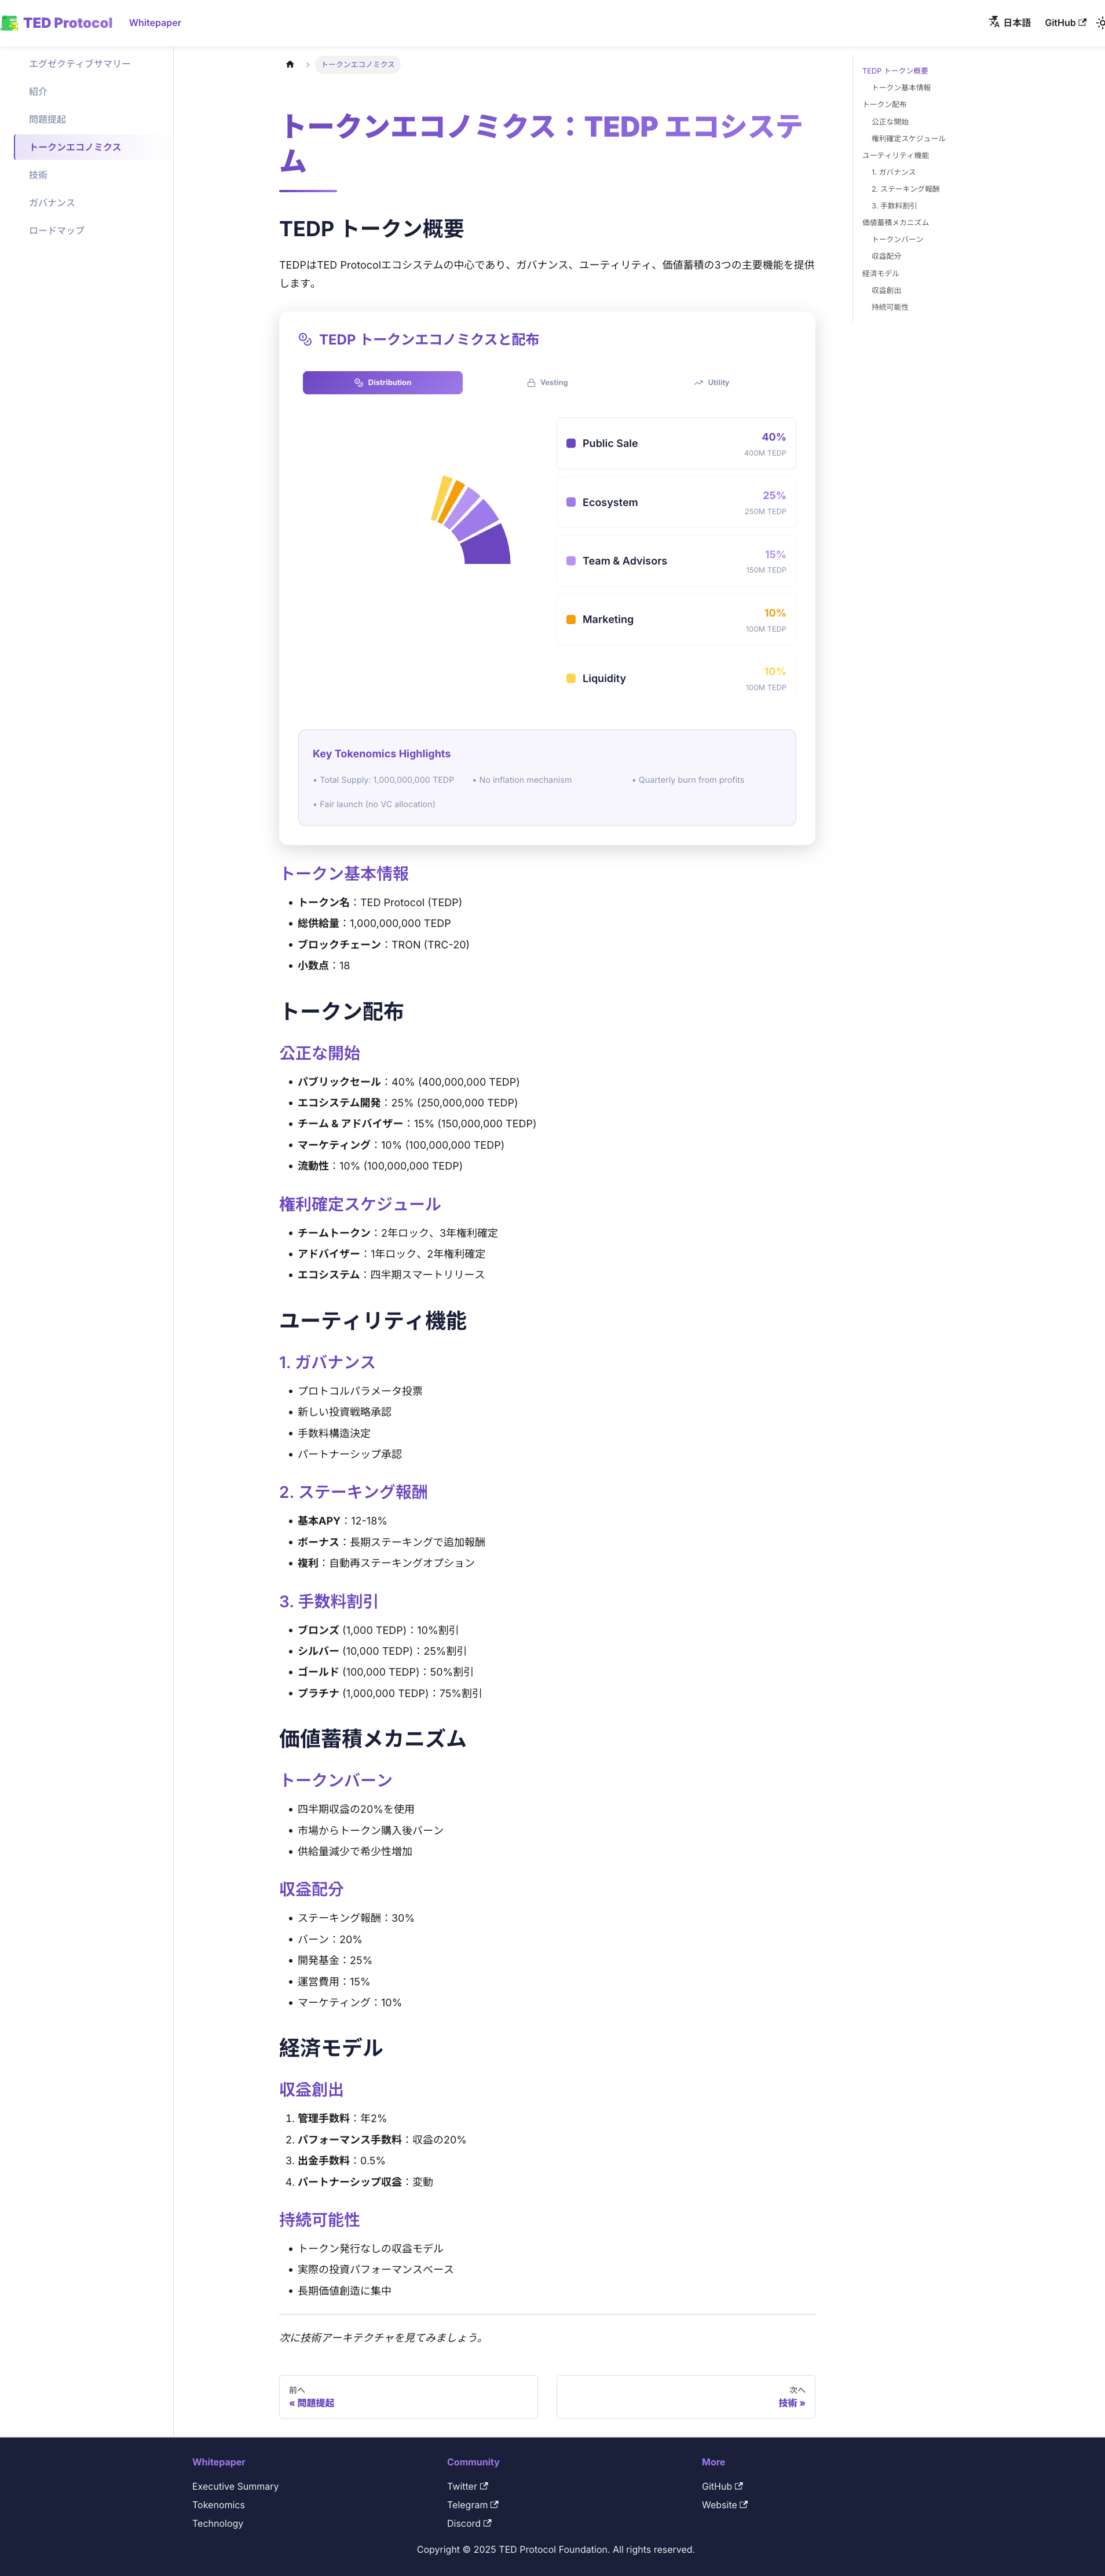 TED Protocol
Whitepaper
日本語
GitHub
エグゼクティブサマリー
紹介
問題提起
トークンエコノミクス
技術
ガバナンス
ロードマップ
トークンエコノミクス
トークンエコノミクス：TEDP エコシステ
ム
TEDP トークン概要
TEDPはTED Protocolエコシステムの中心であり、ガバナンス、ユーティリティ、価値蓄積の3つの主要機能を提供
します。
TEDP トークンエコノミクスと配布
Distribution
Vesting
Utility
Public Sale
40%
400M TEDP
Ecosystem
25%
250M TEDP
Team & Advisors
15%
150M TEDP
Marketing
10%
100M TEDP
Liquidity
10%
100M TEDP
Key Tokenomics Highlights
• Total Supply: 1,000,000,000 TEDP
• No inflation mechanism
• Quarterly burn from profits
• Fair launch (no VC allocation)
トークン基本情報
• トークン名：TED Protocol (TEDP)
• 総供給量：1,000,000,000 TEDP
• ブロックチェーン：TRON (TRC-20)
• 小数点：18
トークン配布
公正な開始
• パブリックセール：40% (400,000,000 TEDP)
• エコシステム開発：25% (250,000,000 TEDP)
• チーム & アドバイザー：15% (150,000,000 TEDP)
• マーケティング：10% (100,000,000 TEDP)
• 流動性：10% (100,000,000 TEDP)
権利確定スケジュール
• チームトークン：2年ロック、3年権利確定
• アドバイザー：1年ロック、2年権利確定
• エコシステム：四半期スマートリリース
ユーティリティ機能
1. ガバナンス
• プロトコルパラメータ投票
• 新しい投資戦略承認
• 手数料構造決定
• パートナーシップ承認
2. ステーキング報酬
• 基本APY：12-18%
• ボーナス：長期ステーキングで追加報酬
• 複利：自動再ステーキングオプション
3. 手数料割引
• ブロンズ (1,000 TEDP)：10%割引
• シルバー (10,000 TEDP)：25%割引
• ゴールド (100,000 TEDP)：50%割引
• プラチナ (1,000,000 TEDP)：75%割引
価値蓄積メカニズム
トークンバーン
• 四半期収益の20%を使用
• 市場からトークン購入後バーン
• 供給量減少で希少性増加
収益配分
• ステーキング報酬：30%
• バーン：20%
• 開発基金：25%
• 運営費用：15%
• マーケティング：10%
経済モデル
収益創出
1. 管理手数料：年2%
2. パフォーマンス手数料：収益の20%
3. 出金手数料：0.5%
4. パートナーシップ収益：変動
持続可能性
• トークン発行なしの収益モデル
• 実際の投資パフォーマンスベース
• 長期価値創造に集中
次に技術アーキテクチャを見てみましょう。
前へ
« 問題提起
次へ
技術 »
TEDP トークン概要
トークン基本情報
トークン配布
公正な開始
権利確定スケジュール
ユーティリティ機能
1. ガバナンス
2. ステーキング報酬
3. 手数料割引
価値蓄積メカニズム
トークンバーン
収益配分
経済モデル
収益創出
持続可能性
Whitepaper
Executive Summary
Tokenomics
Technology
Community
Twitter
Telegram
Discord
More
GitHub
Website
Copyright © 2025 TED Protocol Foundation. All rights reserved.